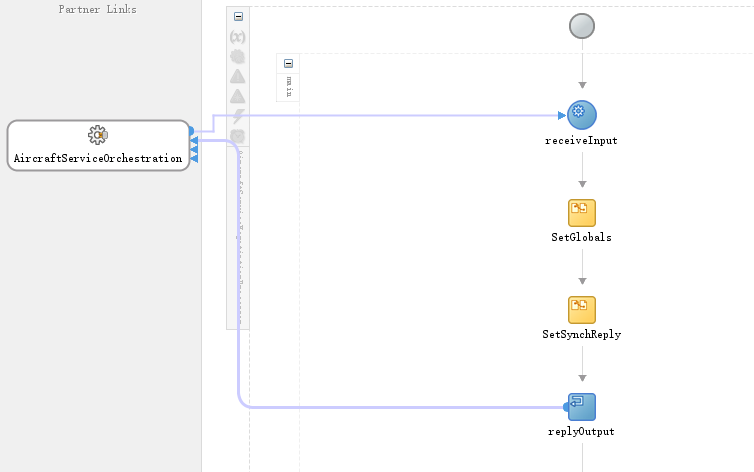 Partner Links
(x)
main
receiveInput
AircraftServiceOrchestration
SetGlobals
SetSynchReply
replyOutput